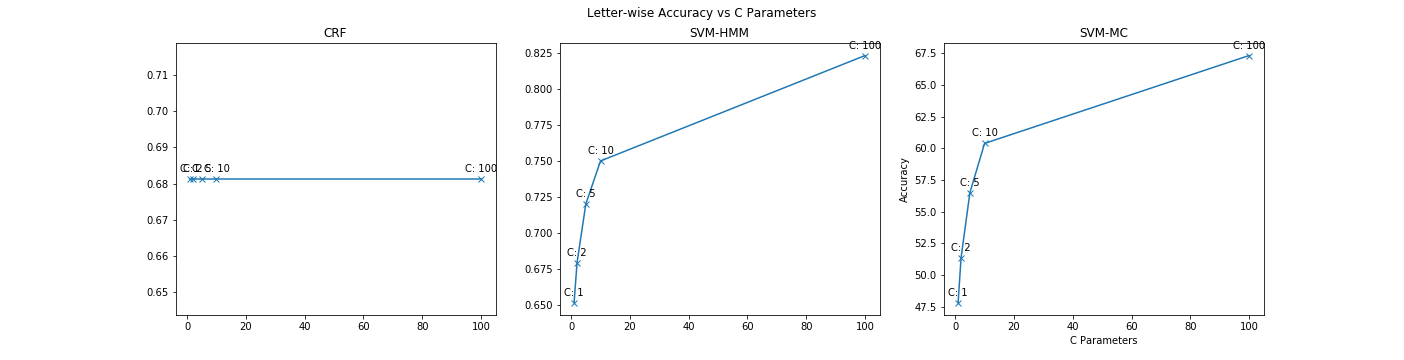 Letter-wise Accuracy vs C Parameters
CRF
0.71
0.70
0.69
0.68
0.67
0.66
0.65
C: 10
C: 100
0 20 40 60 80 100
SVM-HMM
0.825
0.800
0.775
0.750
0.725
0.700
0.675
0.650
C: 100
C: 10
C: 5
C: 2
C: 1
0 20 40 60 80 100
SVM-MC
Accuracy
67.5
65.0
62.5
60.0
57.5
55.0
52.5
50.0
47.5
C: 100
C: 10
C: 5
C: 2
C: 1
0 20 40 60 80 100
C Parameters